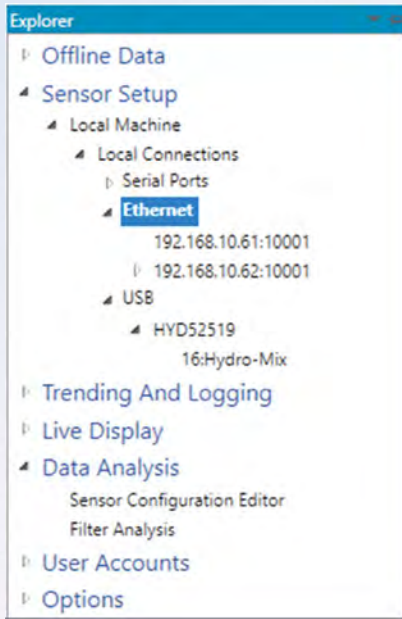 Explorer
Offline Data
Sensor Setup
Local Machine
Local Connections
Serial Ports
Ethernet
192.168.10.61:10001
192.168.10.62:10001
USB
HYD52519
16:Hydro-Mix
Trending And Logging
Live Display
Data Analysis
Sensor Configuration Editor
Filter Analysis
User Accounts
Options